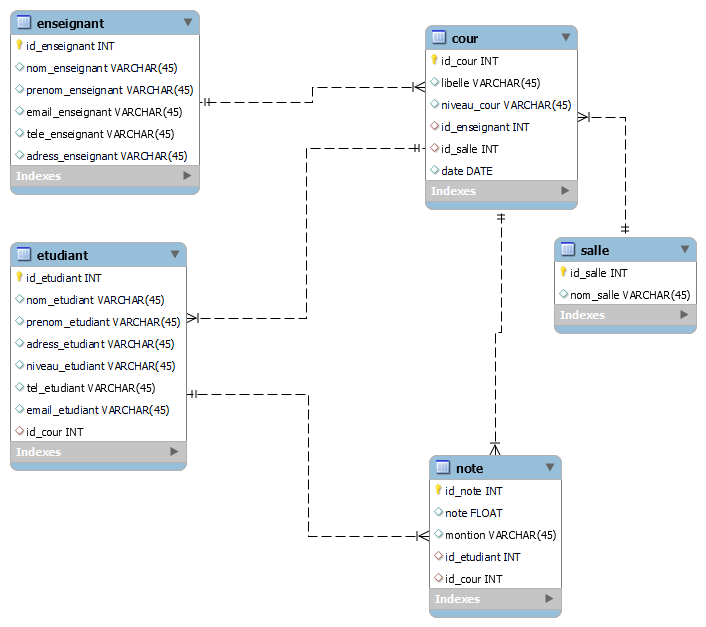 enseignant
id_enseignant INT
nom_enseignant VARCHAR(45)
prenom_enseignant VARCHAR(45)
email_enseignant VARCHAR(45)
tele_enseignant VARCHAR(45)
adress_enseignant VARCHAR(45)
Indexes
cour
id_cour INT
libelle VARCHAR(45)
niveau_cour VARCHAR(45)
id_enseignant INT
id_salle INT
date DATE
Indexes
etudiant
id_etudiant INT
nom_etudiant VARCHAR(45)
prenom_etudiant VARCHAR(45)
adress_etudiant VARCHAR(45)
niveau_etudiant VARCHAR(45)
tel_etudiant VARCHAR(45)
email_etudiant VARCHAR(45)
id_cour INT
Indexes
salle
id_salle INT
nom_salle VARCHAR(45)
Indexes
note
id_note INT
note FLOAT
montion VARCHAR(45)
id_etudiant INT
id_cour INT
Indexes